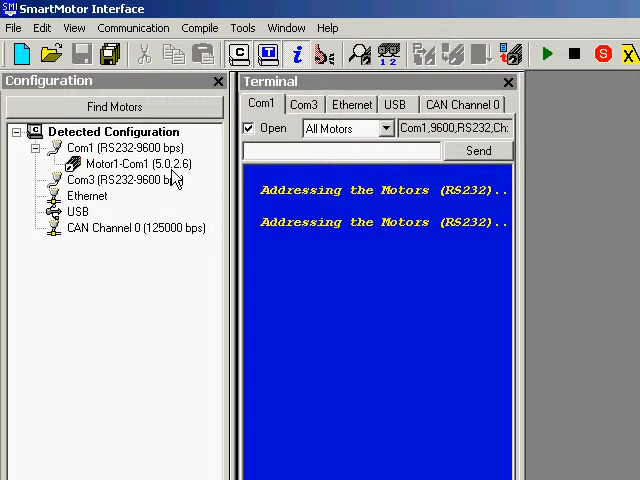 SmartMotor Interface
File Edit View Communication Compile Tools Window Help
Configuration
Find Motors
Detected Configuration
Com1 (RS232-9600 bps)
Motor1-Com1 (5.0.2.6)
Com3 (RS232-9600 bps)
Ethernet
USB
CAN Channel 0 (125000 bps)
Terminal
Com1 Com3 Ethernet USB CAN Channel 0
Open All Motors Com1,9600,RS232,Ch:
Send
Addressing the Motors (RS232)..
Addressing the Motors (RS232)..